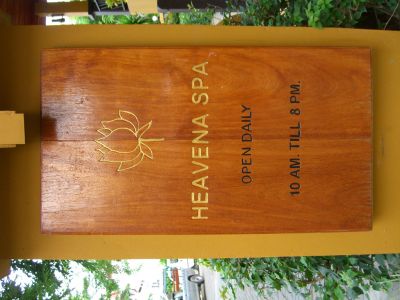 HEAVENA SPA
OPEN DAILY
10 AM. TILL 8 PM.